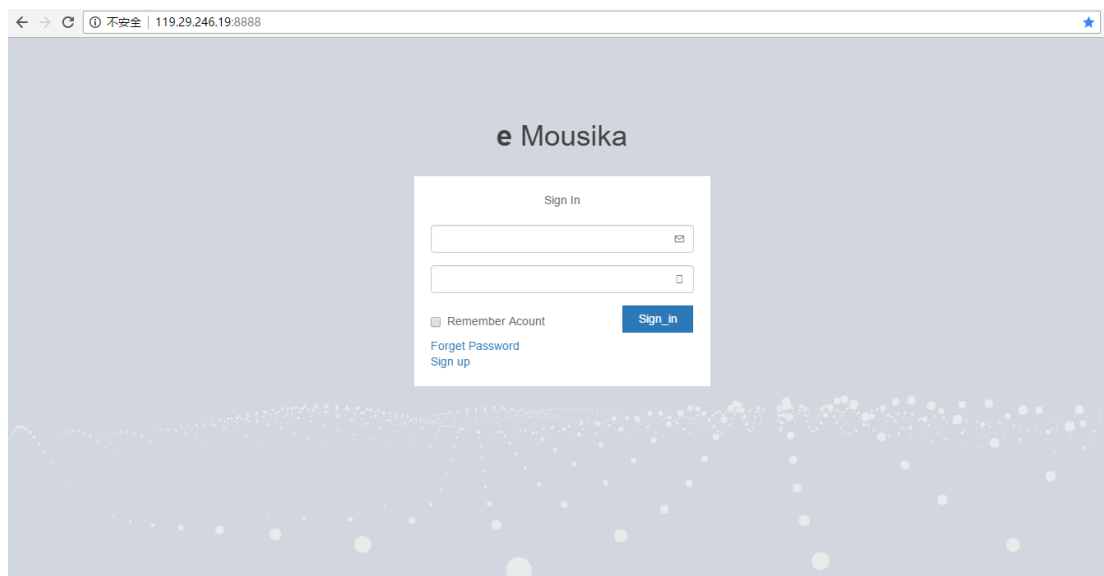 不安全 | 119.29.246.19:8888
e Mousika
Sign In
Remember Acount
Sign_in
Forget Password
Sign up